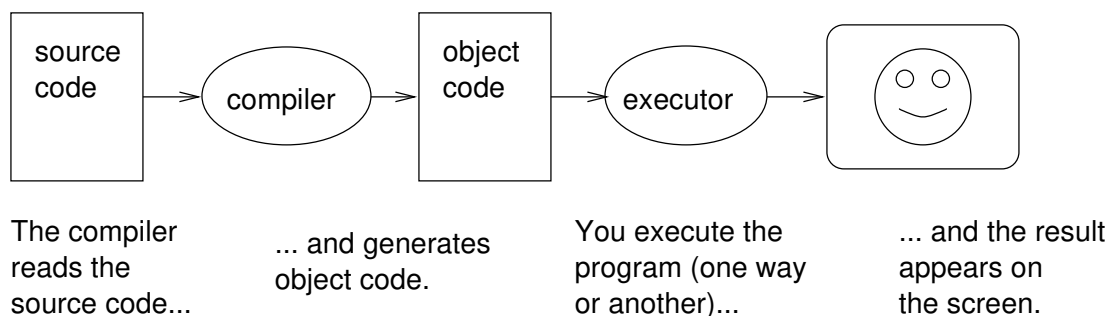 source
code
compiler
object
code
executor
The compiler
reads the
source code...
... and generates
object code.
You execute the
program (one way
or another)...
... and the result
appears on
the screen.